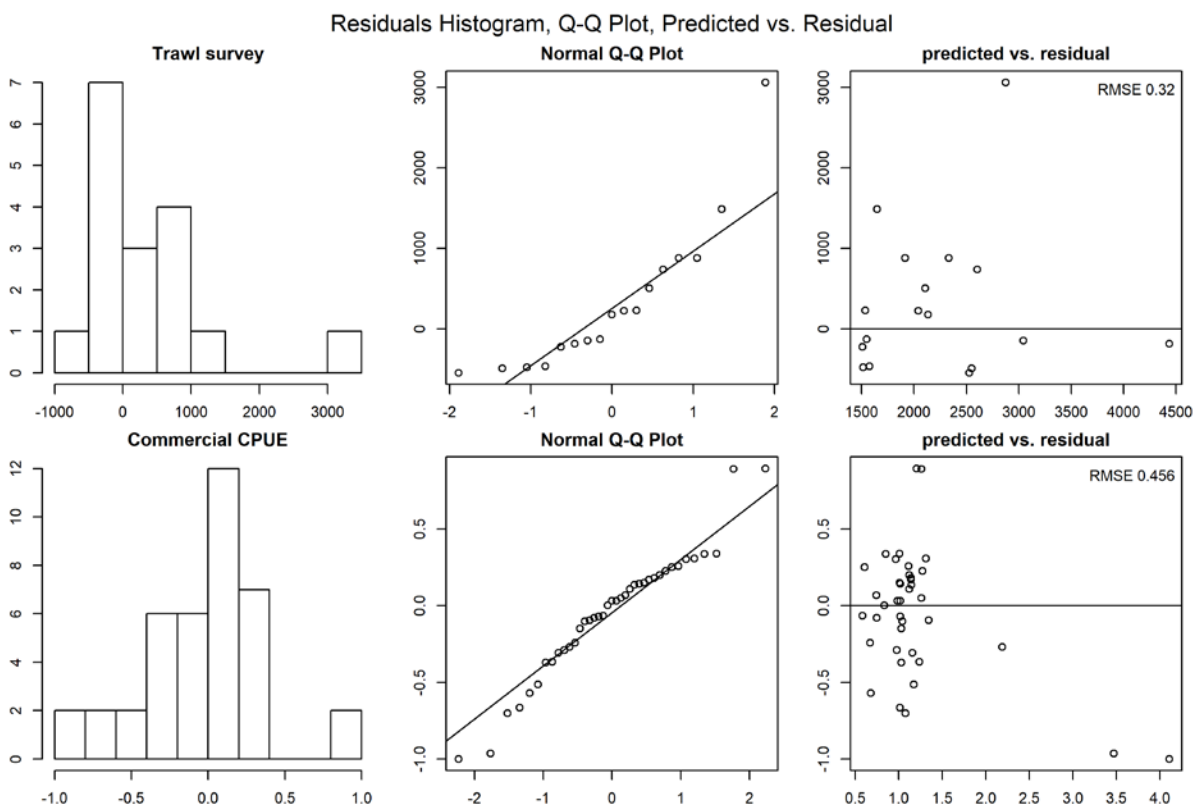 Residuals Histogram, Q-Q Plot, Predicted vs. Residual
Trawl survey
Normal Q-Q Plot
predicted vs. residual
7
6
5
4
3
2
1
0
-1000 0 1000 2000 3000
3000
2000
1000
0
-2 -1 0 1 2
RMSE 0.32
3000
2000
1000
0
1500 2000 2500 3000 3500 4000 4500
Commercial CPUE
Normal Q-Q Plot
predicted vs. residual
12
10
8
6
4
2
0
-1.0 -0.5 0.0 0.5 1.0
0.5
0.0
-0.5
-1.0
-2 -1 0 1 2
RMSE 0.456
0.5
0.0
-0.5
-1.0
0.5 1.0 1.5 2.0 2.5 3.0 3.5 4.0